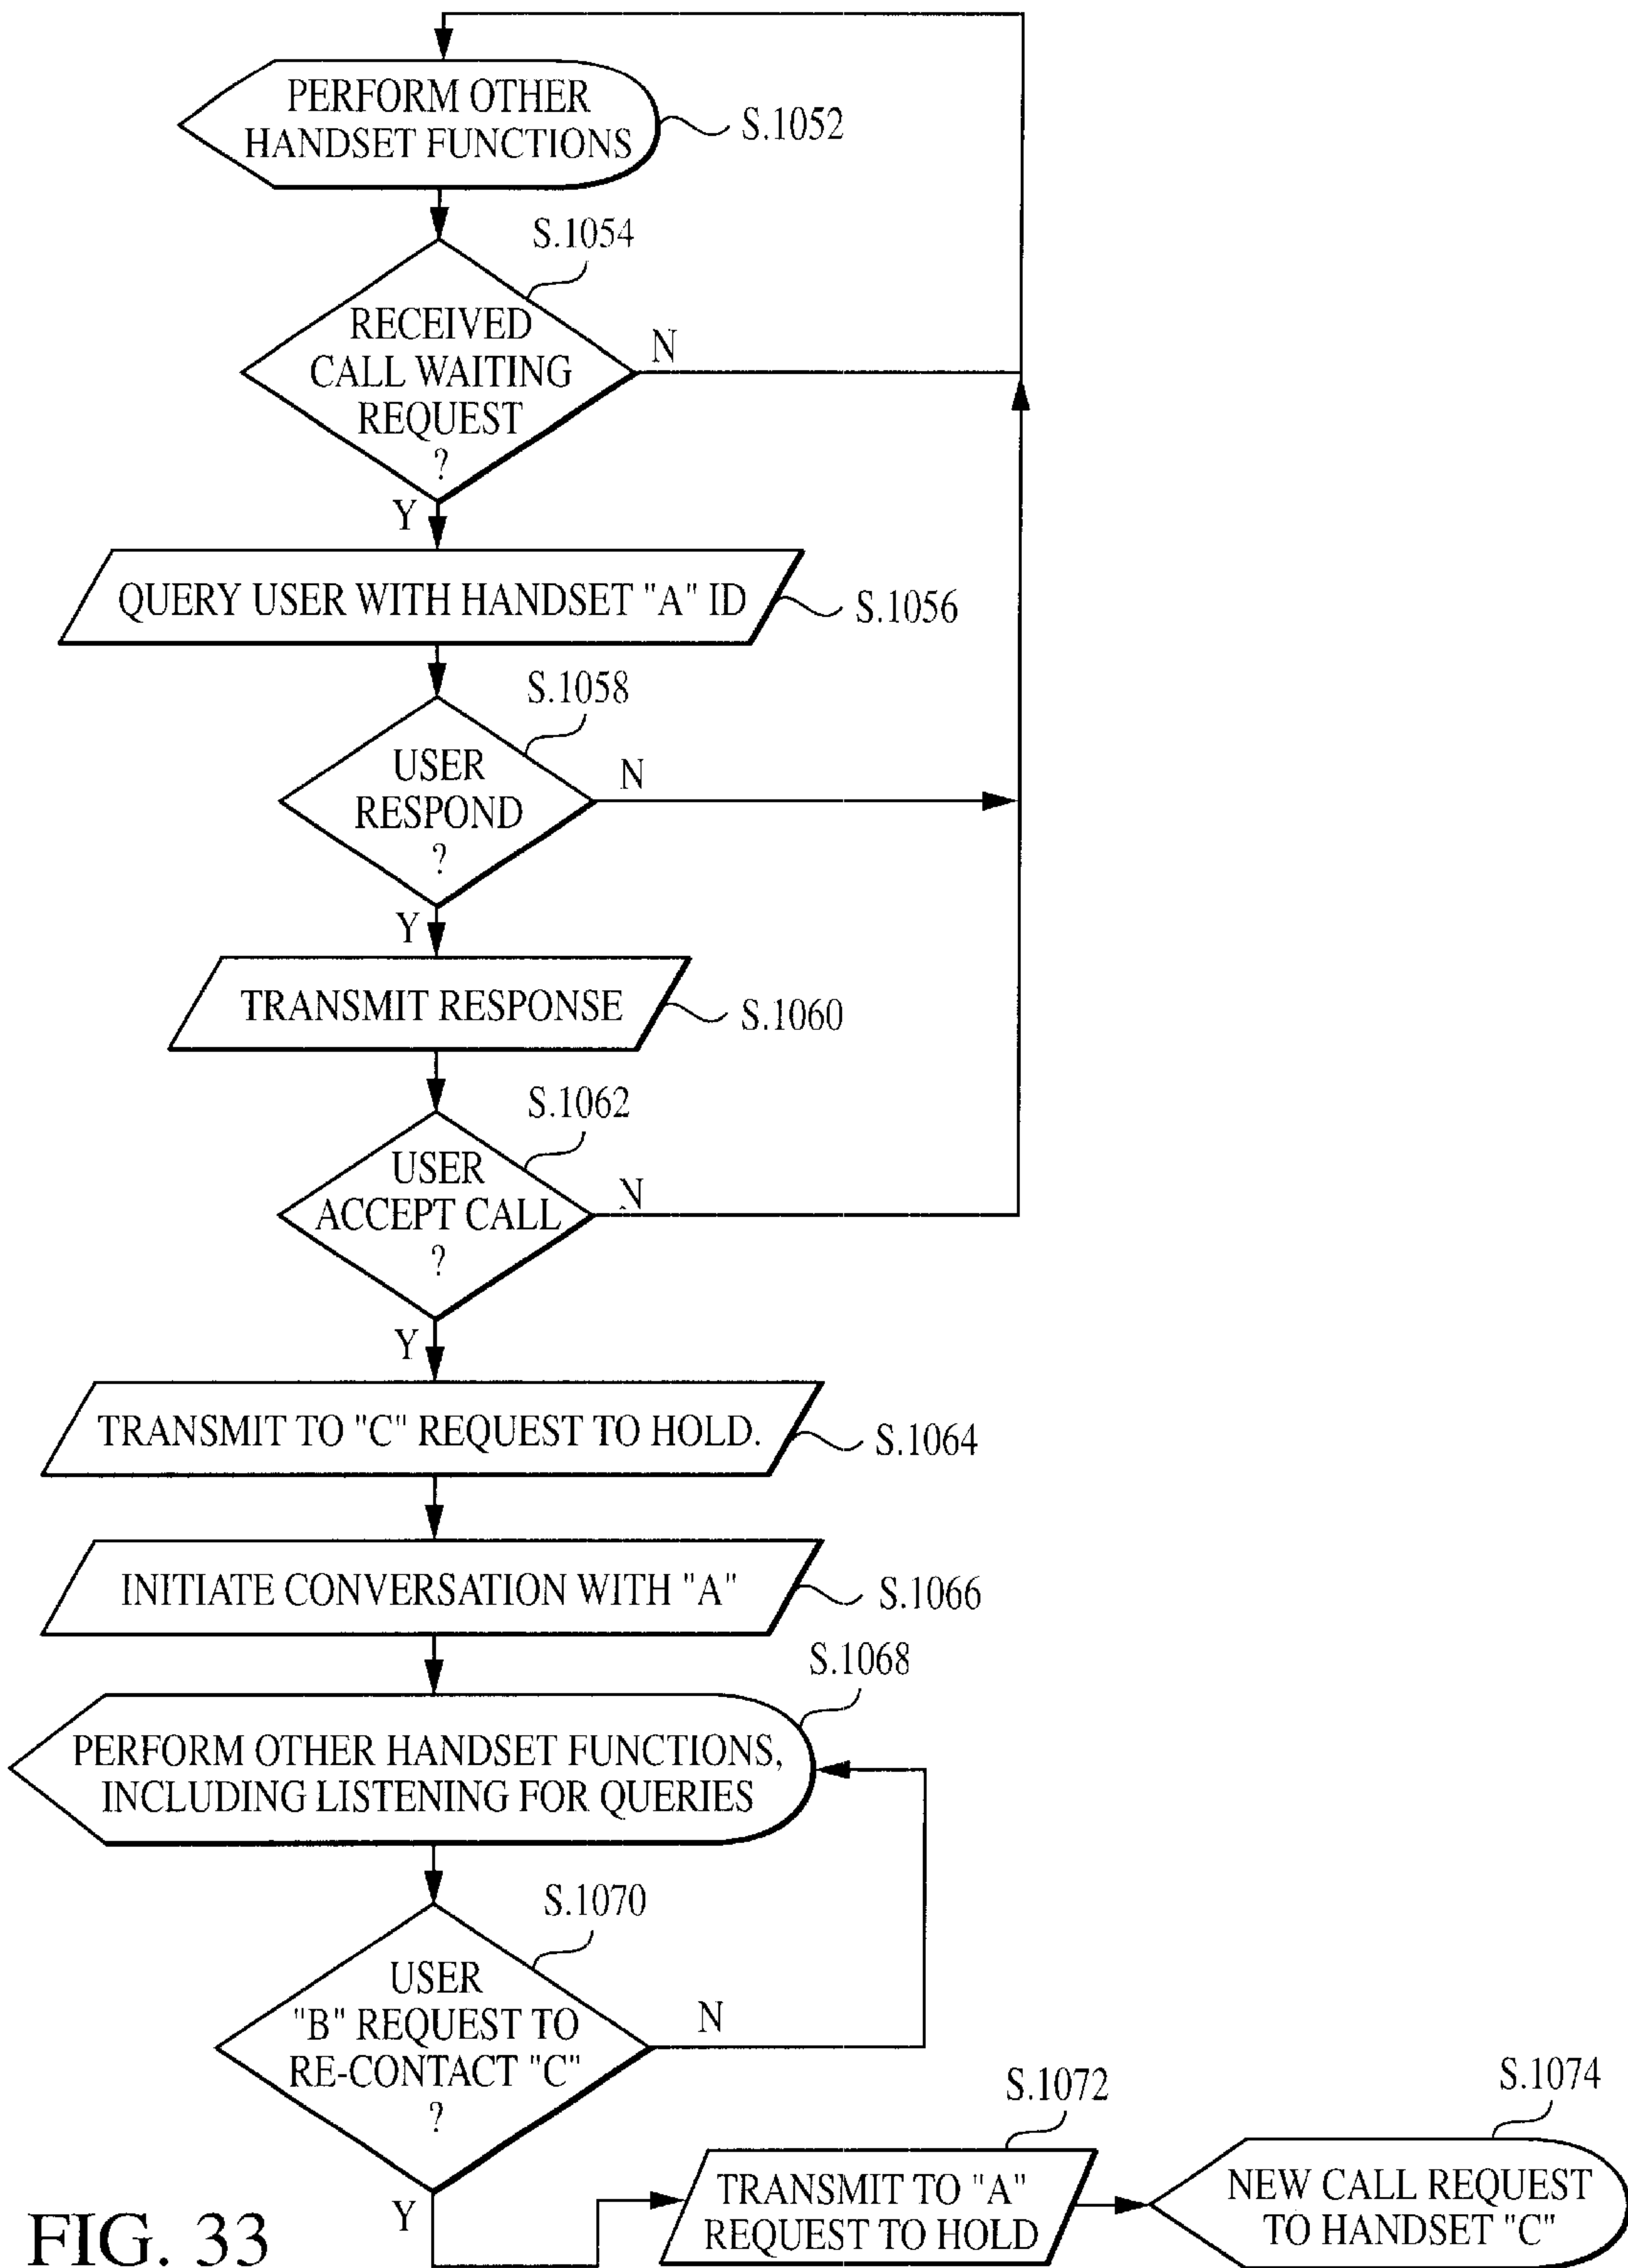 PERFORM OTHER
HANDSET FUNCTIONS
S.1052
S.1054
RECEIVED
CALL WAITING
REQUEST
?
N
Y
QUERY USER WITH HANDSET "A" ID
S.1056
S.1058
USER
RESPOND
?
N
Y
TRANSMIT RESPONSE
S.1060
S.1062
USER
ACCEPT CALL
?
N
Y
TRANSMIT TO "C" REQUEST TO HOLD.
S.1064
INITIATE CONVERSATION WITH "A"
S.1066
S.1068
PERFORM OTHER HANDSET FUNCTIONS,
INCLUDING LISTENING FOR QUERIES
S.1070
USER
"B" REQUEST TO
RE-CONTACT "C"
?
N
Y
S.1072
TRANSMIT TO "A"
REQUEST TO HOLD
S.1074
NEW CALL REQUEST
TO HANDSET "C"
FIG. 33